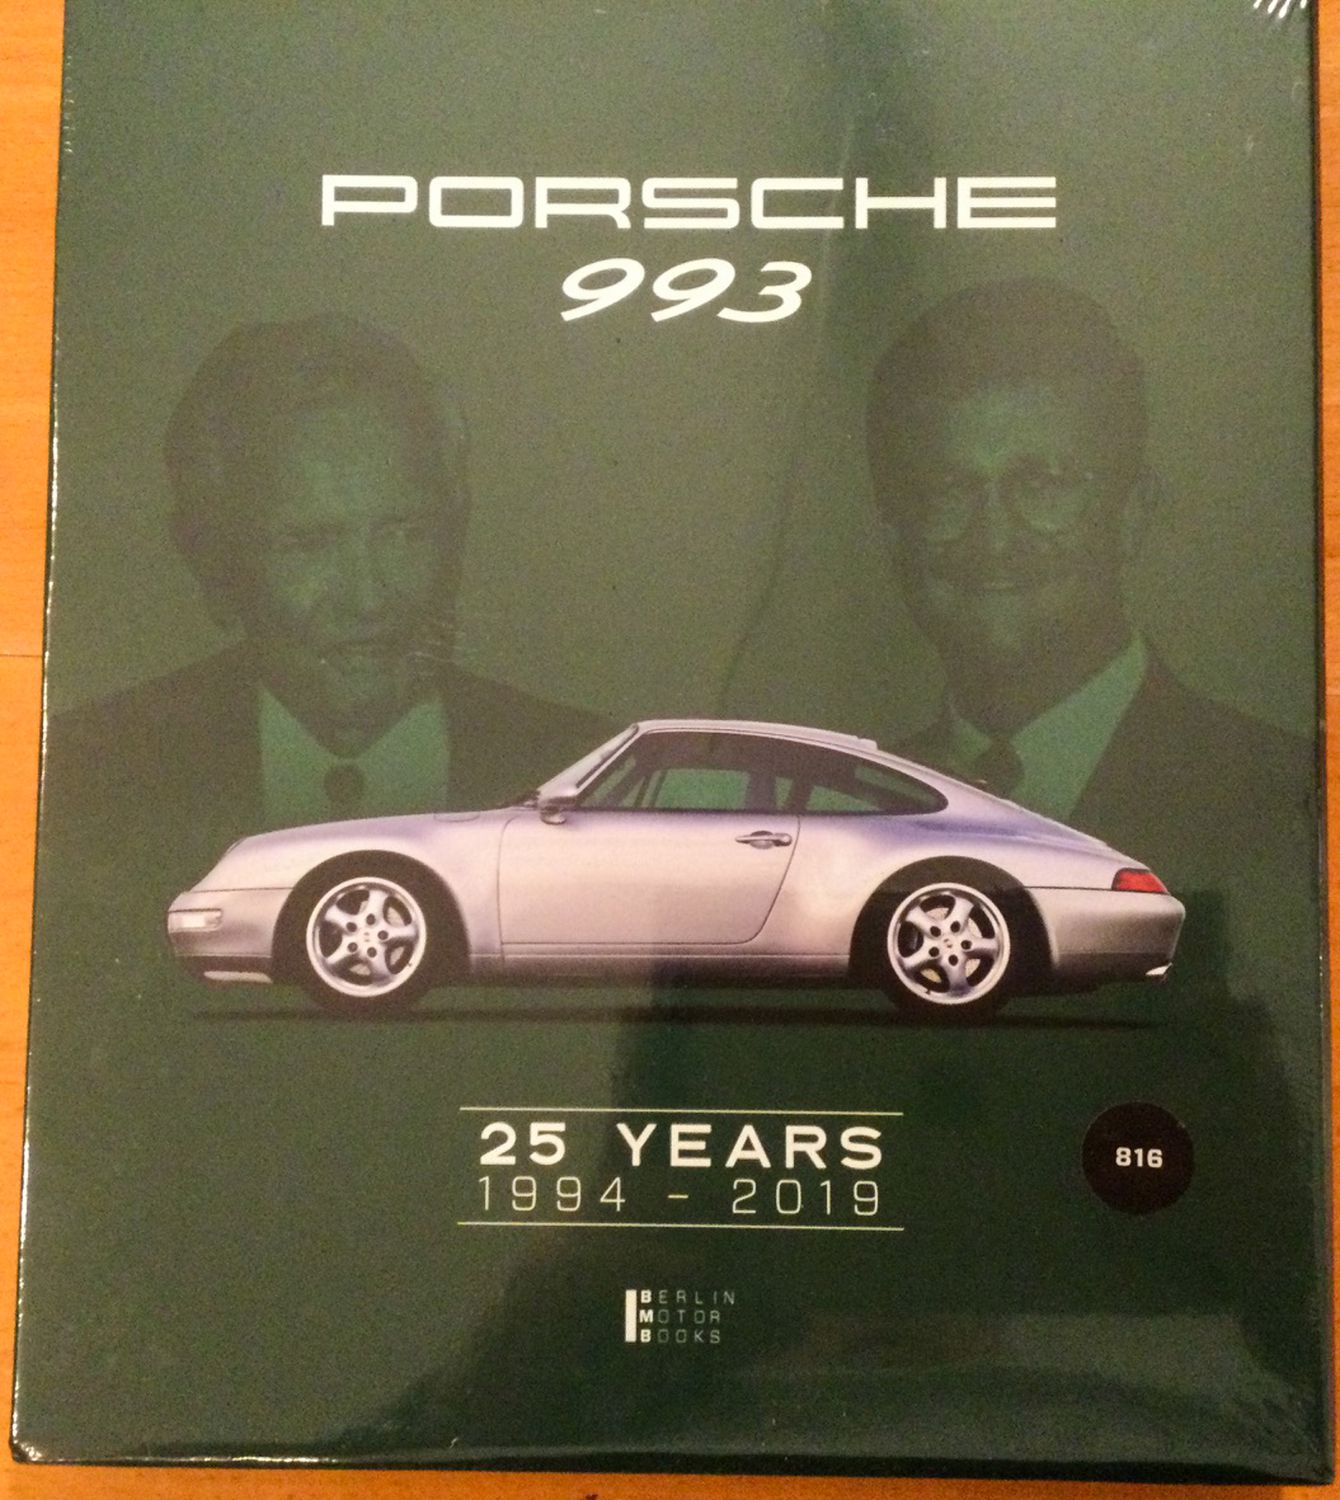 PORSCHE
993
25 YEARS
1994 - 2019
816
BERLIN
MOTOR
BOOKS